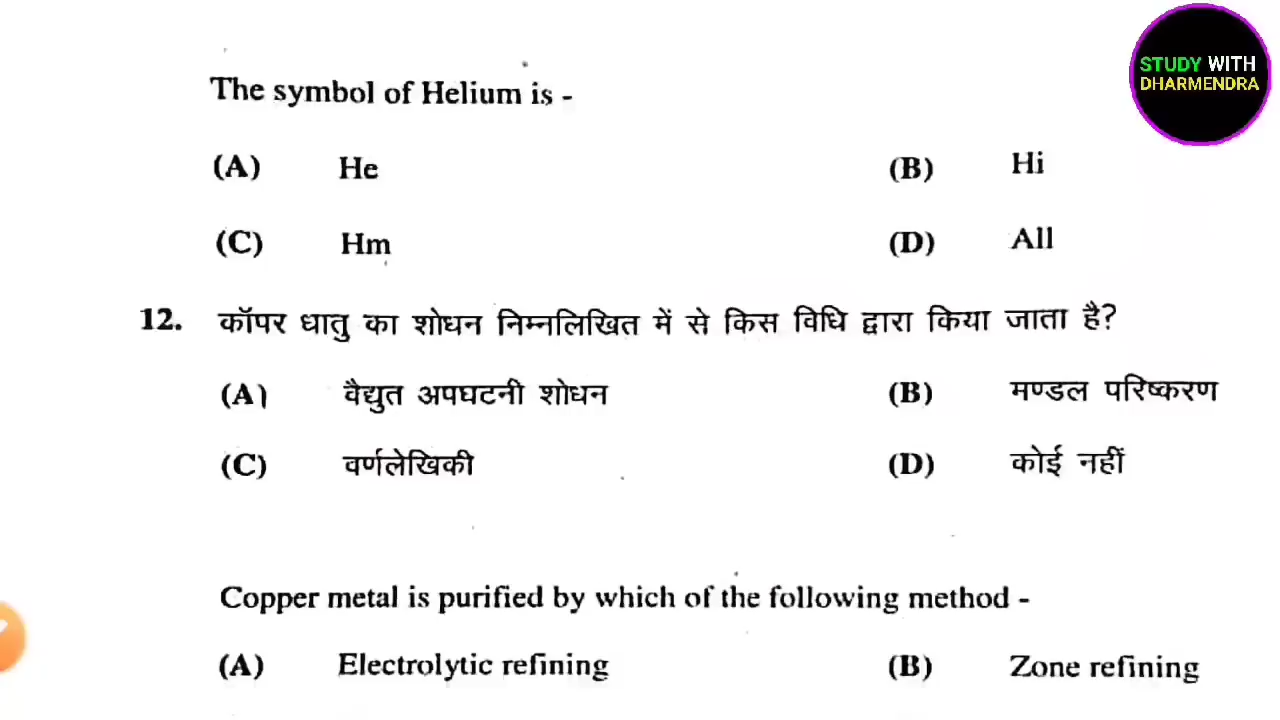 STUDY WITH
DHARMENDRA
The symbol of Helium is -
(A) He (B) Hi
(C) Hm (D) All
12. कॉपर धातु का शोधन निम्नलिखित में से किस विधि द्वारा किया जाता है?
(A) वैद्युत अपघटनी शोधन (B) मण्डल परिष्करण
(C) वर्णलेखिकी (D) कोई नहीं
Copper metal is purified by which of the following method -
(A) Electrolytic refining (B) Zone refining